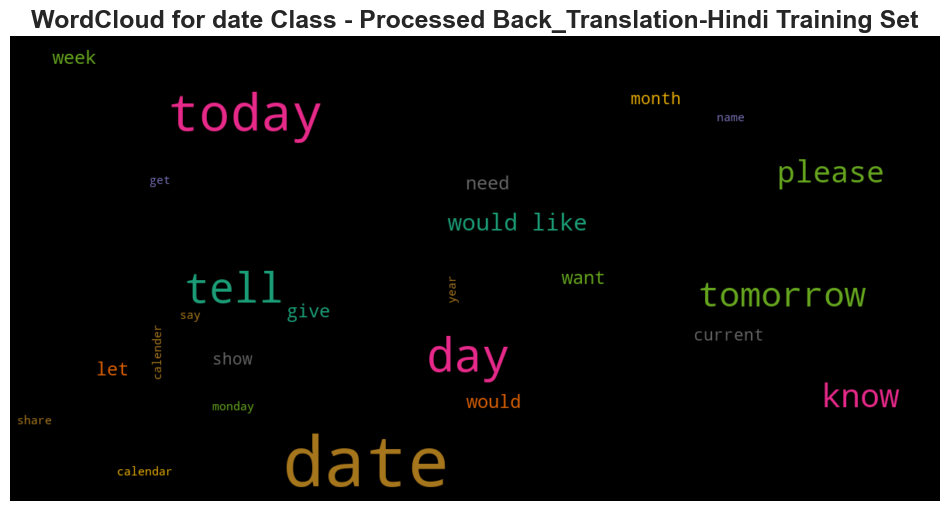 WordCloud for date Class - Processed Back_Translation-Hindi Training Set
week
today
month
name
get
need
please
would like
tell
year
want
tomorrow
say
give
current
calender
let
show
day
know
monday
would
share
date
calendar